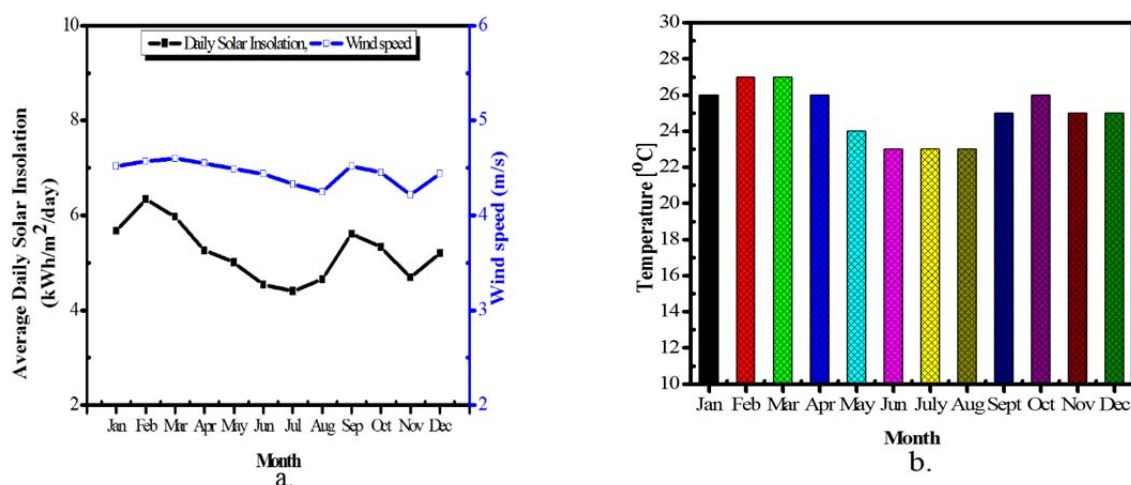 Daily Solar Insolation, Wind speed
Average Daily Solar Insolation
(kWh/m²/day)
10
8
6
4
2
Wind speed (m/s)
6
5
4
3
2
Jan Feb Mar Apr May Jun Jul Aug Sep Oct Nov Dec
Month
a.
Temperature [⁰C]
30
28
26
24
22
20
18
16
14
12
10
Jan Feb Mar Apr May Jun July Aug Sept Oct Nov Dec
Month
b.